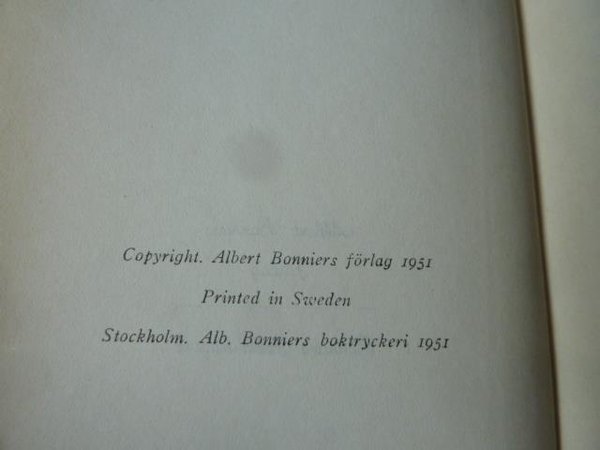 Copyright. Albert Bonniers förlag 1951
Printed in Sweden
Stockholm. Alb. Bonniers boktryckeri 1951